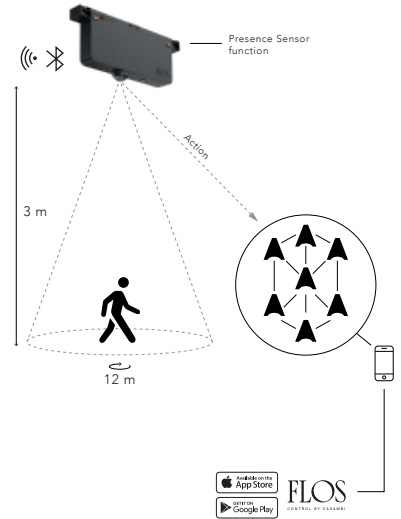 Presence Sensor
function
Action
3 m
12 m
Available on the
App Store
GET IT ON
Google Play
FLOS
CONTROL BY CASAMBI